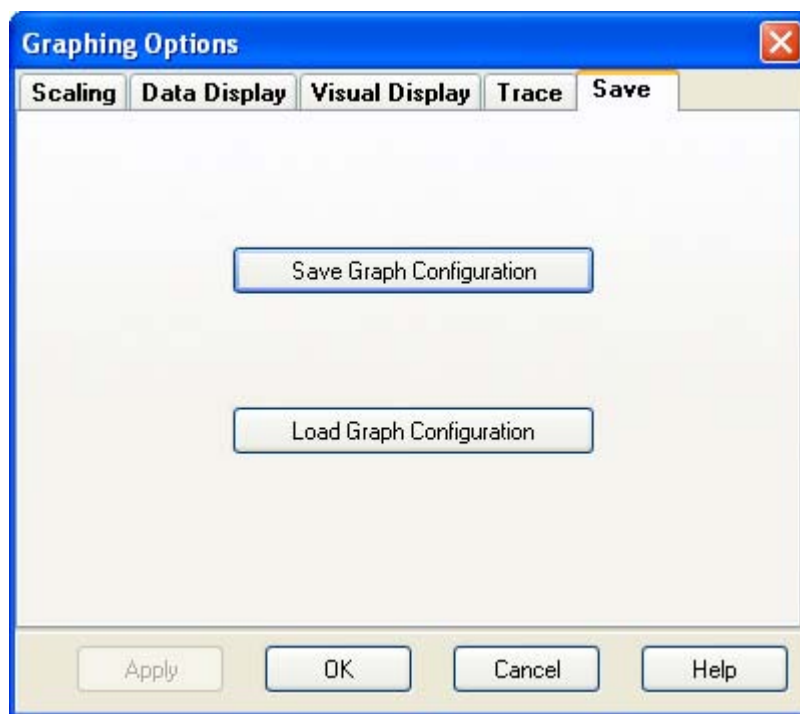 Graphing Options
Scaling Data Display Visual Display Trace Save
Save Graph Configuration
Load Graph Configuration
Apply OK Cancel Help